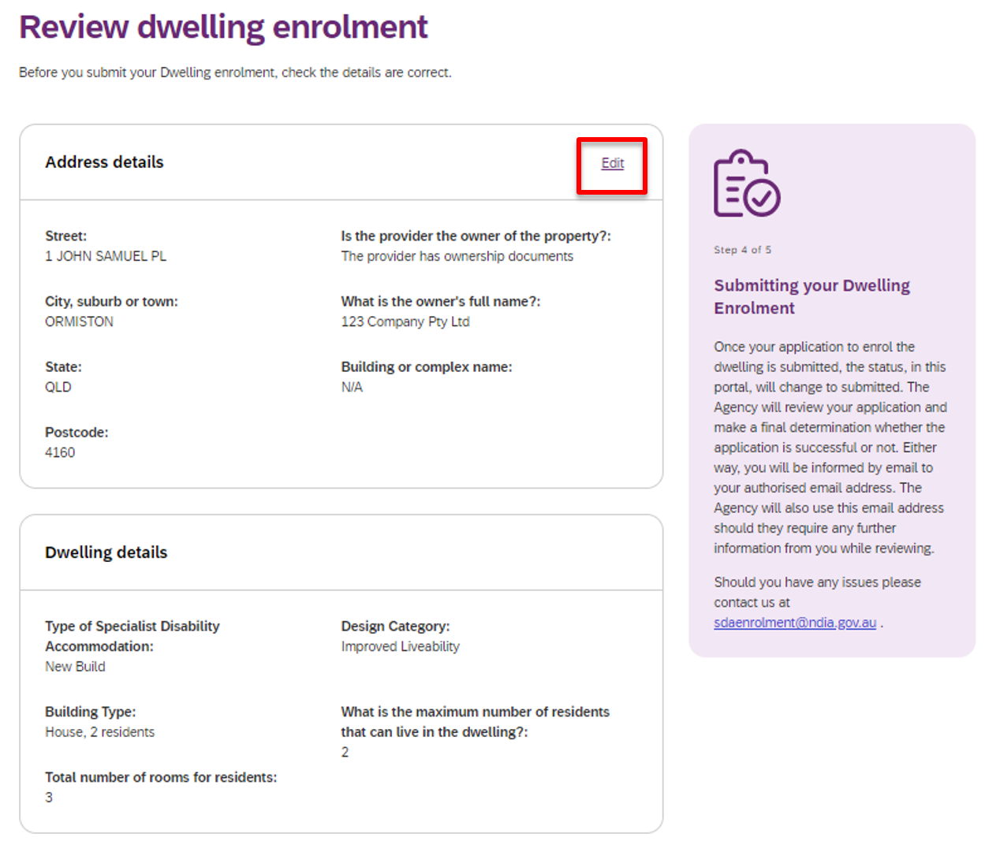 Review dwelling enrolment
Before you submit your Dwelling enrolment, check the details are correct.
Address details
Edit
Street:
1 JOHN SAMUEL PL
Is the provider the owner of the property?:
The provider has ownership documents
City, suburb or town:
ORMISTON
What is the owner's full name?:
123 Company Pty Ltd
State:
QLD
Building or complex name:
N/A
Postcode:
4160
Dwelling details
Type of Specialist Disability
Accommodation:
New Build
Design Category:
Improved Liveability
Building Type:
House, 2 residents
What is the maximum number of residents
that can live in the dwelling?:
2
Total number of rooms for residents:
3
Step 4 of 5
Submitting your Dwelling
Enrolment
Once your application to enrol the
dwelling is submitted, the status, in this
portal, will change to submitted. The
Agency will review your application and
make a final determination whether the
application is successful or not. Either
way, you will be informed by email to
your authorised email address. The
Agency will also use this email address
should they require any further
information from you while reviewing.
Should you have any issues please
contact us at
sdaenrolment@ndia.gov.au .